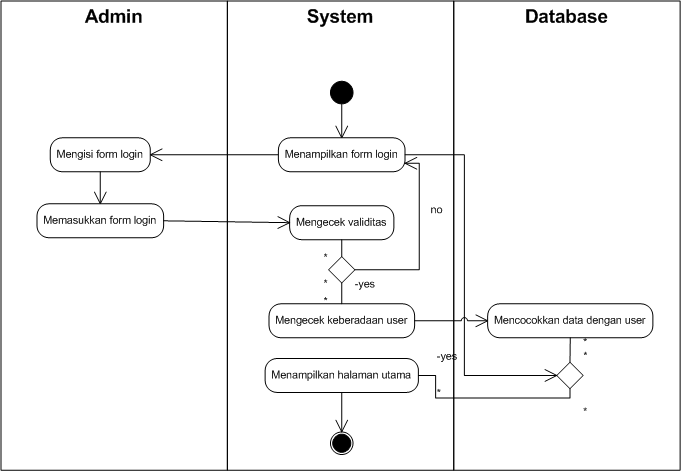 Admin
System
Database
Mengisi form login
Menampilkan form login
Memasukkan form login
Mengecek validitas
no
*
*
-yes
*
Mengecek keberadaan user
Mencocokkan data dengan user
*
-yes
*
Menampilkan halaman utama
*
*